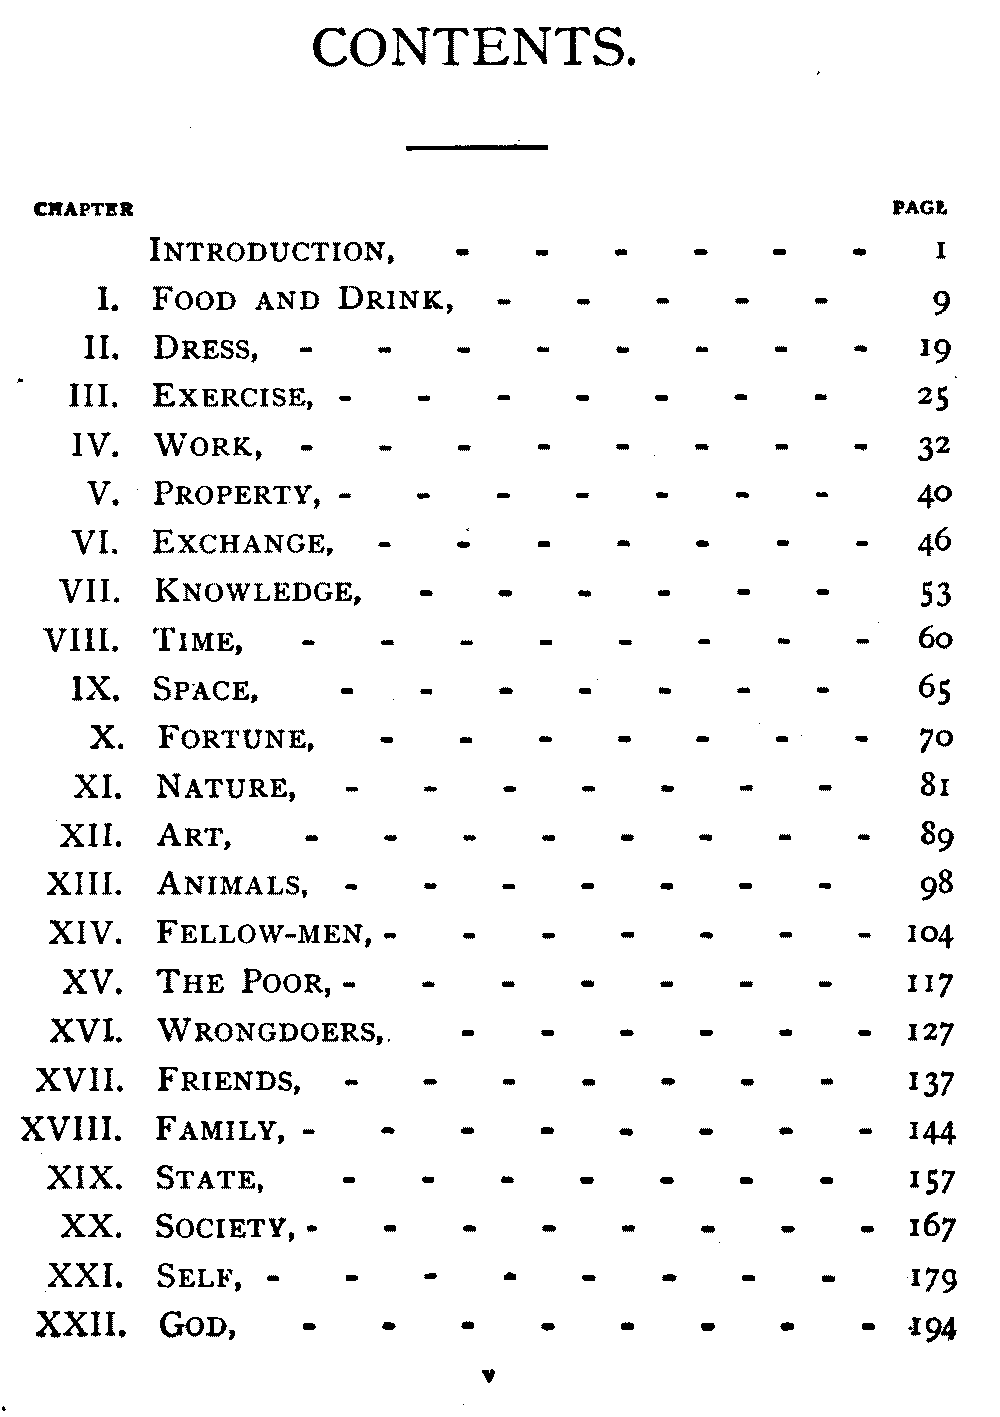 CONTENTS.
CHAPTER PAGE
INTRODUCTION, - - - - - - 1
I. FOOD AND DRINK, - - - - - 9
II. DRESS, - - - - - - - - 19
III. EXERCISE, - - - - - - - 25
IV. WORK, - - - - - - - - 32
V. PROPERTY, - - - - - - - 40
VI. EXCHANGE, - - - - - - - 46
VII. KNOWLEDGE, - - - - - - 53
VIII. TIME, - - - - - - - - 60
IX. SPACE, - - - - - - - 65
X. FORTUNE, - - - - - - - 70
XI. NATURE, - - - - - - - 81
XII. ART, - - - - - - - - 89
XIII. ANIMALS, - - - - - - - 98
XIV. FELLOW-MEN, - - - - - - - 104
XV. THE POOR, - - - - - - - 117
XVI. WRONGDOERS, - - - - - - 127
XVII. FRIENDS, - - - - - - - 137
XVIII. FAMILY, - - - - - - - - 144
XIX. STATE, - - - - - - - 157
XX. SOCIETY, - - - - - - - - 167
XXI. SELF, - - - - - - - - 179
XXII. GOD, - - - - - - - - 194
v